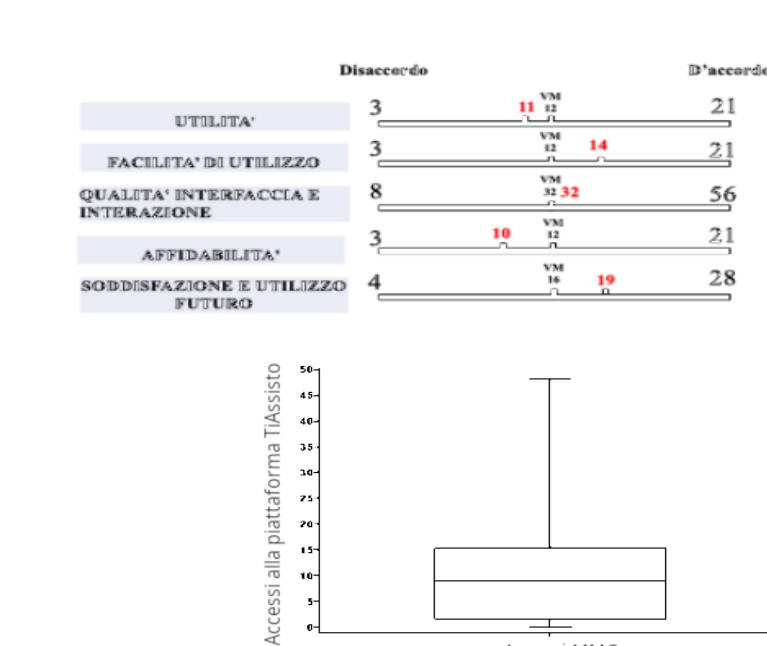 Disaccordo D'accordo
UTILITA' 3 11 VM 12 21
FACILITA' DI UTILIZZO 3 VM 12 14 21
QUALITA' INTERFACCIA E
INTERAZIONE 8 VM 32 32 56
AFFIDABILITA' 3 10 VM 12 21
SODDISFAZIONE E UTILIZZO
FUTURO 4 VM 16 19 28
Accessi alla piattaforma TiAssisto
50
45
40
35
30
25
20
15
10
5
0